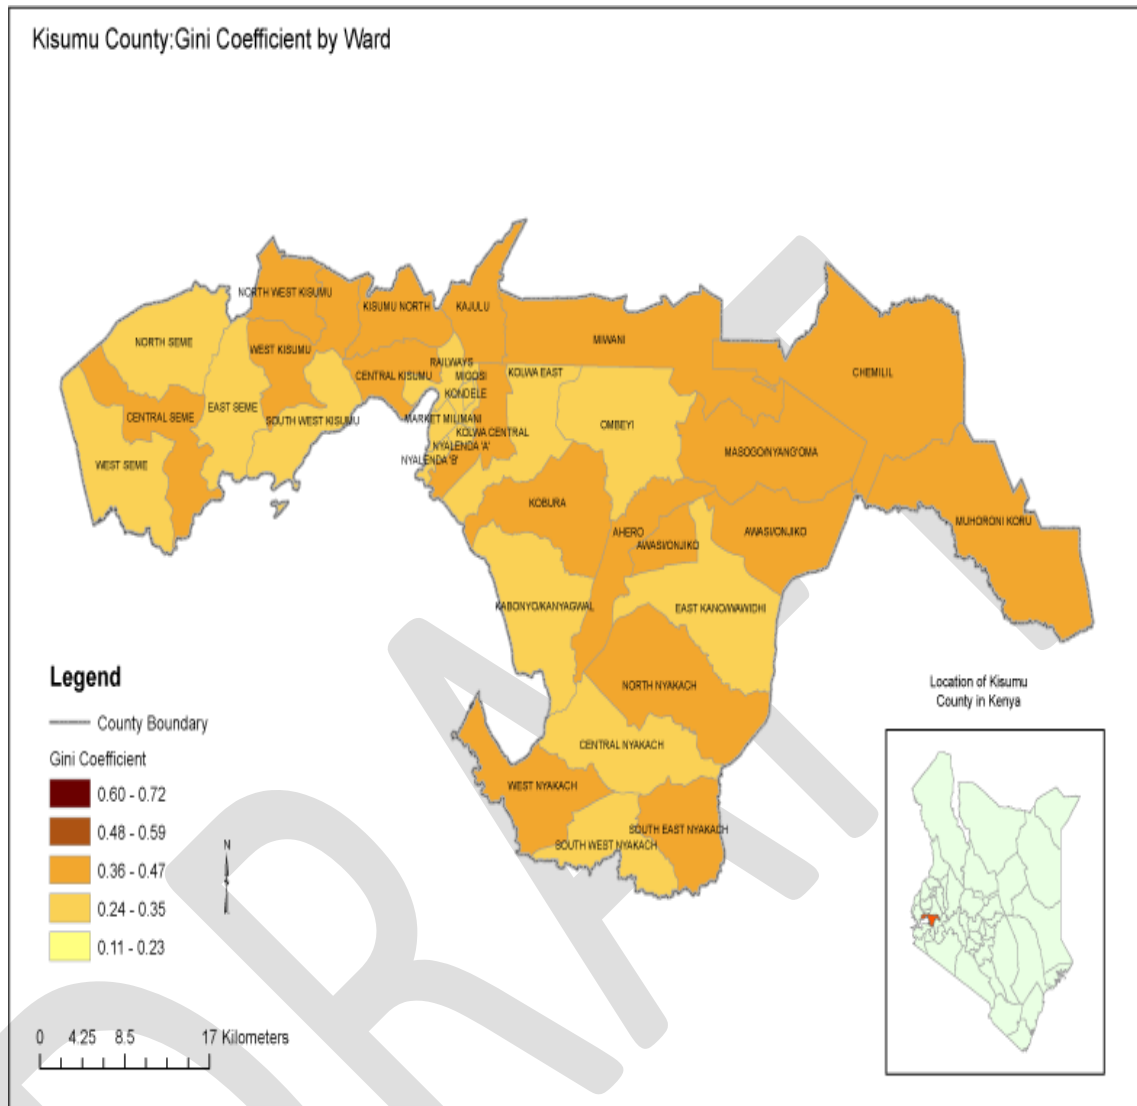 Kisumu County:Gini Coefficient by Ward
NORTH WEST KISUMU
KISUMU NORTH
KAJULU
NORTH SEME
WEST KISUMU
MIWANI
RAILWAYS
CENTRAL KISUMU
MIGOSI
KOLWA EAST
CHEMILIL
KONDELE
EAST SEME
CENTRAL SEME
SOUTH WEST KISUMU
MARKET MILIMANI
OMBEYI
KOLWA CENTRAL
NYALENDA 'A'
MASOGO/NYANG'OMA
WEST SEME
NYALENDA 'B'
KOBURA
MUHORONI KORU
AHERO
AWASI/ONJIKO
AWASI/ONJIKO
KABONYO/KANYAGWAL
EAST KANO/WAWIDHI
NORTH NYAKACH
CENTRAL NYAKACH
WEST NYAKACH
SOUTH EAST NYAKACH
SOUTH WEST NYAKACH
Legend
County Boundary
Gini Coefficient
0.60 - 0.72
0.48 - 0.59
0.36 - 0.47
0.24 - 0.35
0.11 - 0.23
N
0 4.25 8.5 17 Kilometers
Location of Kisumu
County in Kenya
DRAFT